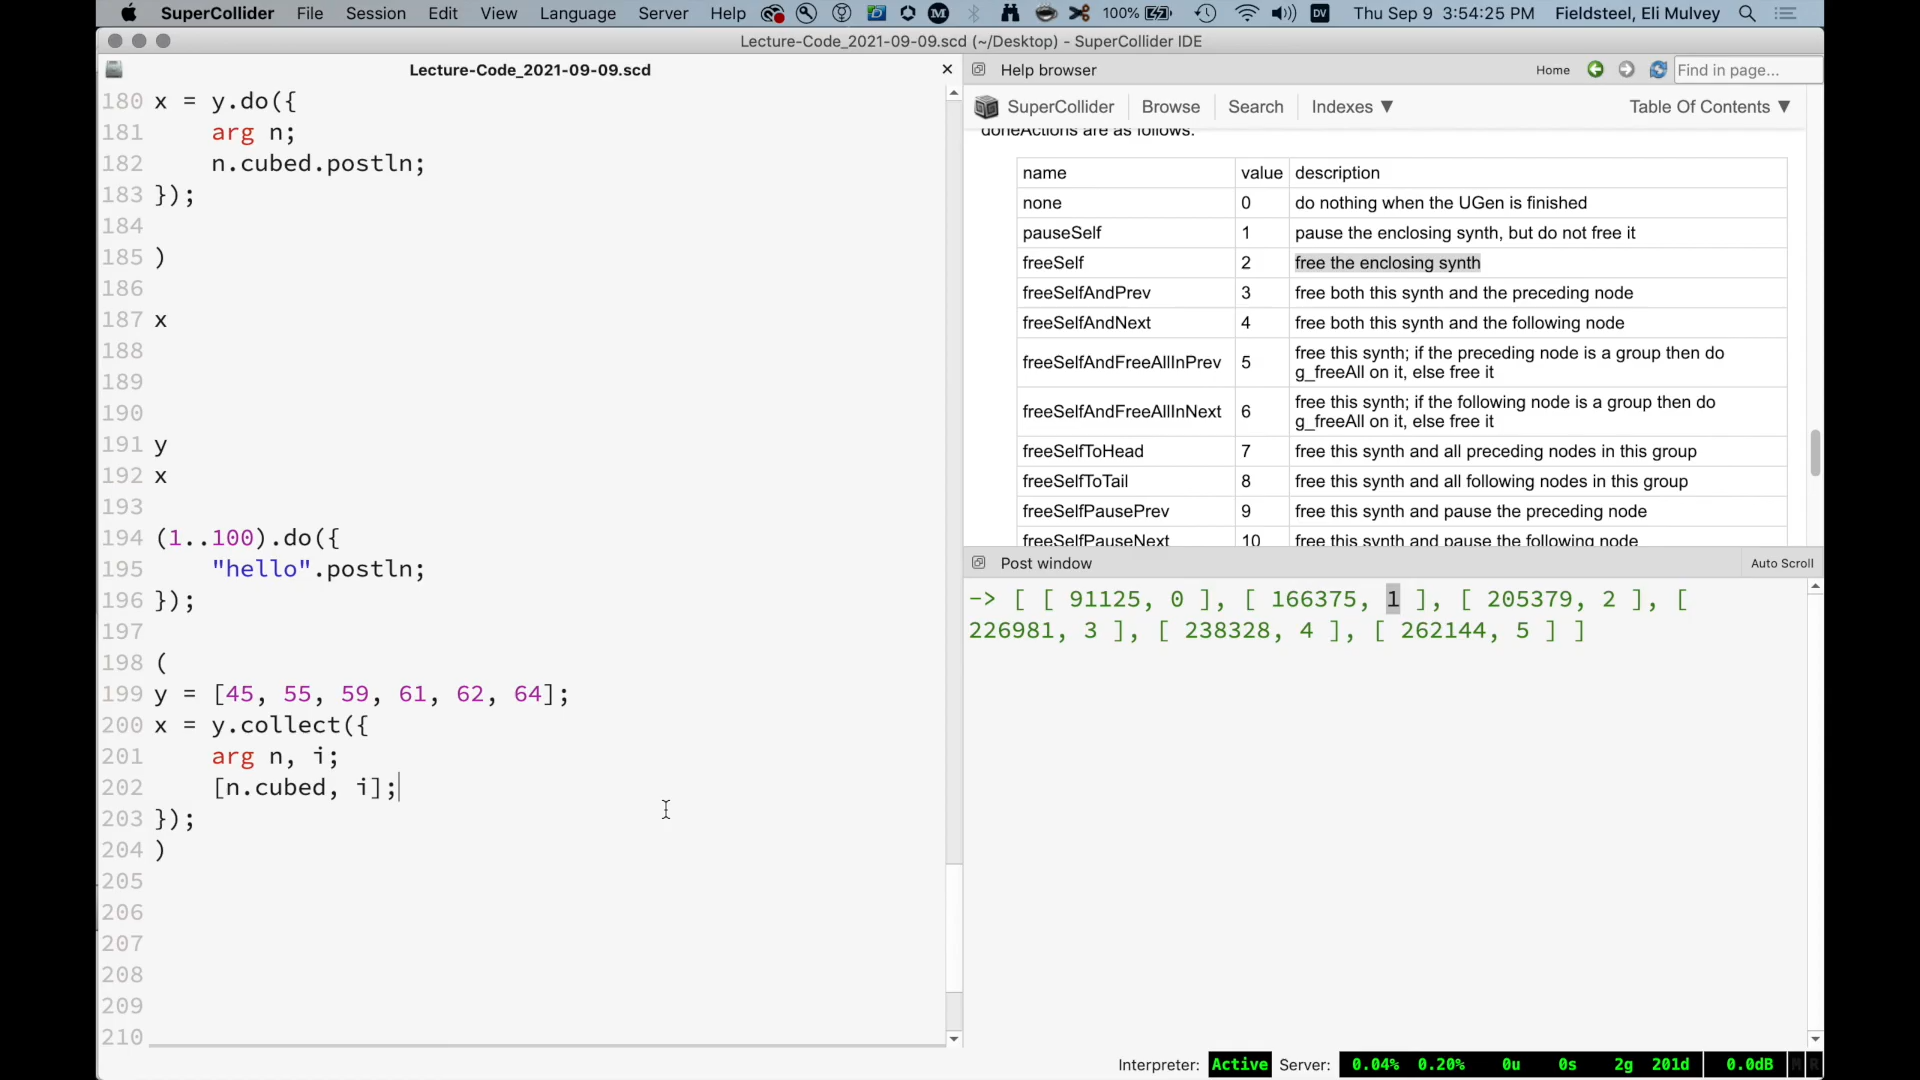 SuperCollider File Session Edit View Language Server Help 100% DV Thu Sep 9 3:54:25 PM Fieldsteel, Eli Mulvey
Lecture-Code_2021-09-09.scd (~/Desktop) - SuperCollider IDE
Lecture-Code_2021-09-09.scd
180 x = y.do({
181 arg n;
182 n.cubed.postln;
183 });
184
185 )
186
187 x
188
189
190
191 y
192 x
193
194 (1..100).do({
195 "hello".postln;
196 });
197
198 (
199 y = [45, 55, 59, 61, 62, 64];
200 x = y.collect({
201 arg n, i;
202 [n.cubed, i];
203 });
204 )
205
206
207
208
209
210
Help browser Home Find in page...
SuperCollider Browse Search Indexes ▼ Table Of Contents ▼
doneActions are as follows:
name value description
none 0 do nothing when the UGen is finished
pauseSelf 1 pause the enclosing synth, but do not free it
freeSelf 2 free the enclosing synth
freeSelfAndPrev 3 free both this synth and the preceding node
freeSelfAndNext 4 free both this synth and the following node
freeSelfAndFreeAllInPrev 5 free this synth; if the preceding node is a group then do
g_freeAll on it, else free it
freeSelfAndFreeAllInNext 6 free this synth; if the following node is a group then do
g_freeAll on it, else free it
freeSelfToHead 7 free this synth and all preceding nodes in this group
freeSelfToTail 8 free this synth and all following nodes in this group
freeSelfPausePrev 9 free this synth and pause the preceding node
freeSelfPauseNext 10 free this synth and pause the following node
Post window Auto Scroll
-> [ [ 91125, 0 ], [ 166375, 1 ], [ 205379, 2 ], [
226981, 3 ], [ 238328, 4 ], [ 262144, 5 ] ]
Interpreter: Active Server: 0.04% 0.20% 0u 0s 2g 201d 0.0dB M R